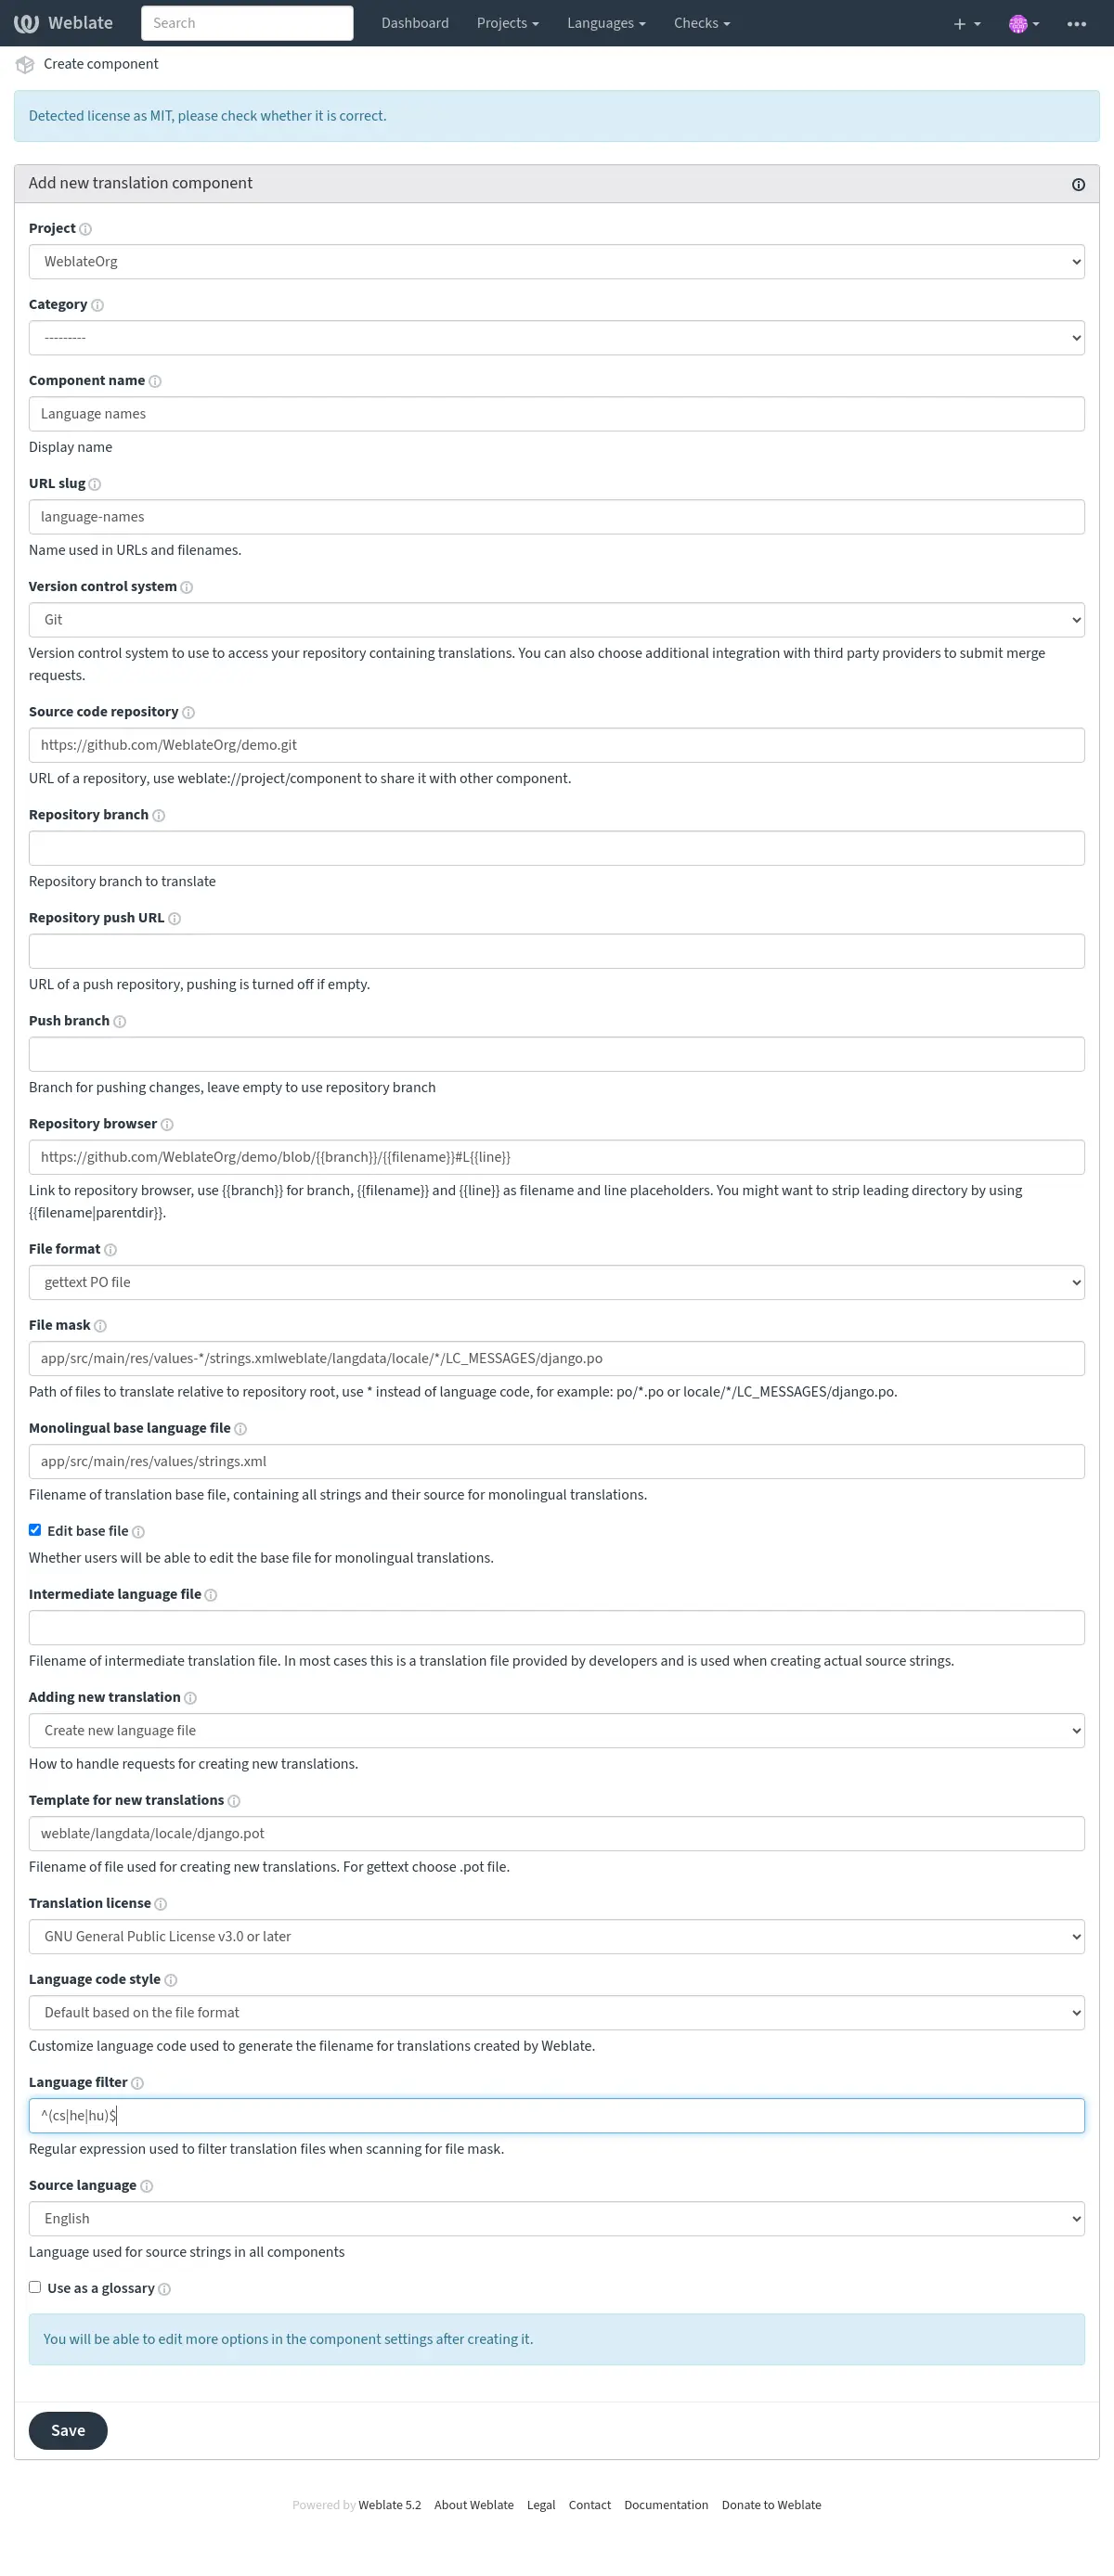 Weblate
Search
Dashboard
Projects
Languages
Checks
Create component
Detected license as MIT, please check whether it is correct.
Add new translation component
Project
WeblateOrg
Category
---------
Component name
Language names
Display name
URL slug
language-names
Name used in URLs and filenames.
Version control system
Git
Version control system to use to access your repository containing translations. You can also choose additional integration with third party providers to submit merge
requests.
Source code repository
https://github.com/WeblateOrg/demo.git
URL of a repository, use weblate://project/component to share it with other component.
Repository branch
Repository branch to translate
Repository push URL
URL of a push repository, pushing is turned off if empty.
Push branch
Branch for pushing changes, leave empty to use repository branch
Repository browser
https://github.com/WeblateOrg/demo/blob/{{branch}}/{{filename}}#L{{line}}
Link to repository browser, use {{branch}} for branch, {{filename}} and {{line}} as filename and line placeholders. You might want to strip leading directory by using
{{filename|parentdir}}.
File format
gettext PO file
File mask
app/src/main/res/values-*/strings.xmlweblate/langdata/locale/*/LC_MESSAGES/django.po
Path of files to translate relative to repository root, use * instead of language code, for example: po/*.po or locale/*/LC_MESSAGES/django.po.
Monolingual base language file
app/src/main/res/values/strings.xml
Filename of translation base file, containing all strings and their source for monolingual translations.
Edit base file
Whether users will be able to edit the base file for monolingual translations.
Intermediate language file
Filename of intermediate translation file. In most cases this is a translation file provided by developers and is used when creating actual source strings.
Adding new translation
Create new language file
How to handle requests for creating new translations.
Template for new translations
weblate/langdata/locale/django.pot
Filename of file used for creating new translations. For gettext choose .pot file.
Translation license
GNU General Public License v3.0 or later
Language code style
Default based on the file format
Customize language code used to generate the filename for translations created by Weblate.
Language filter
^(cs|he|hu)$
Regular expression used to filter translation files when scanning for file mask.
Source language
English
Language used for source strings in all components
Use as a glossary
You will be able to edit more options in the component settings after creating it.
Save
Powered by Weblate 5.2 About Weblate Legal Contact Documentation Donate to Weblate